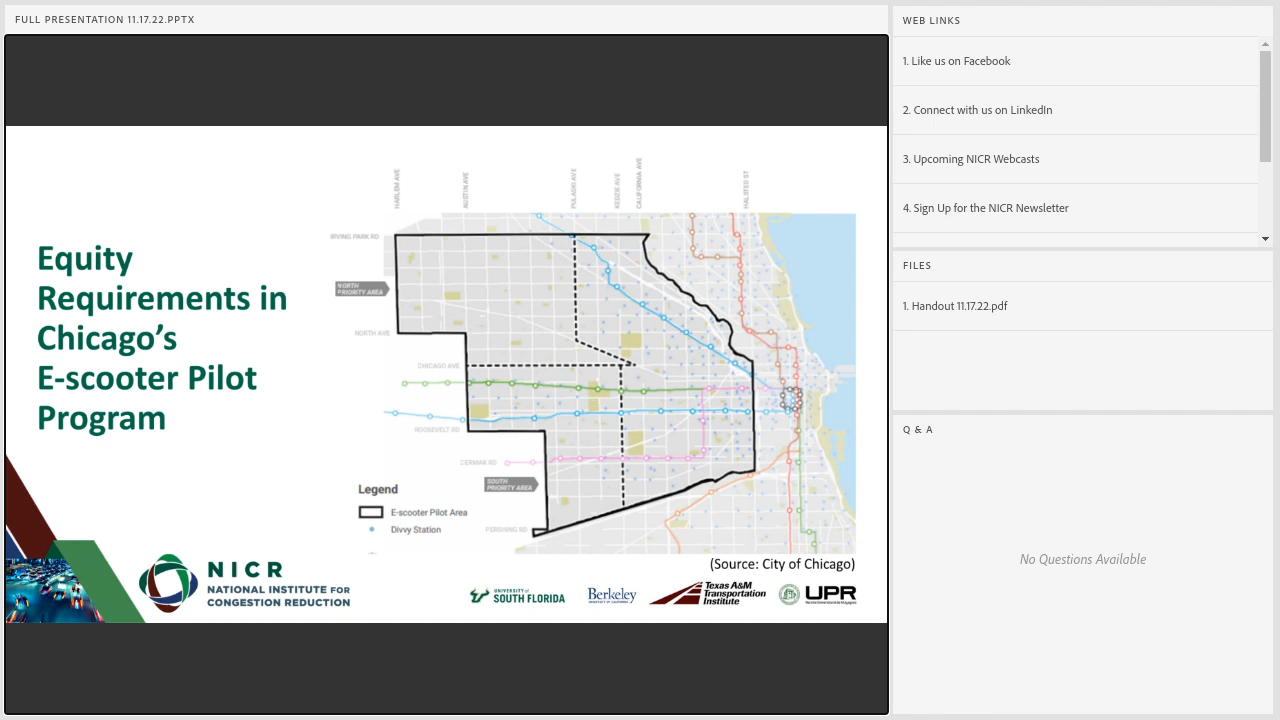 FULL PRESENTATION 11.17.22.PPTX
Equity
Requirements in
Chicago’s
E-scooter Pilot
Program
HARLEM AVE
AUSTIN AVE
PULASKI AVE
KEDZIE AVE
CALIFORNIA AVE
HALSTED ST
IRVING PARK RD
NORTH
PRIORITY AREA
NORTH AVE
CHICAGO AVE
ROOSEVELT RD
CERMAK RD
SOUTH
PRIORITY AREA
PERSHING RD
Legend
E-scooter Pilot Area
Divvy Station
(Source: City of Chicago)
NICR
NATIONAL INSTITUTE FOR
CONGESTION REDUCTION
UNIVERSITY of
SOUTH FLORIDA
Berkeley
UNIVERSITY OF CALIFORNIA
Texas A&M
Transportation
Institute
UPR
WEB LINKS
1. Like us on Facebook
2. Connect with us on LinkedIn
3. Upcoming NICR Webcasts
4. Sign Up for the NICR Newsletter
FILES
1. Handout 11.17.22.pdf
Q & A
No Questions Available